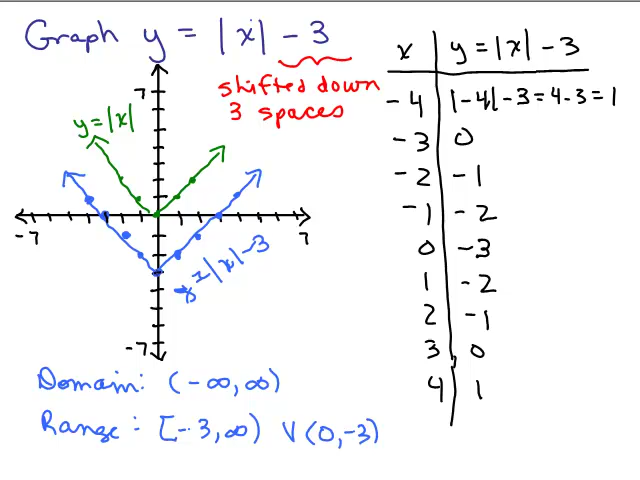 Graph y = |x| - 3
shifted down
3 spaces
y=|x|
7
-7
7
-7
y=|x|-3
Domain: (-∞,∞)
Range: [-3,∞) V(0,-3)
x y=|x| - 3
-4 |-4|-3=4-3=1
-3 0
-2 -1
-1 -2
0 -3
1 -2
2 -1
3 0
4 1